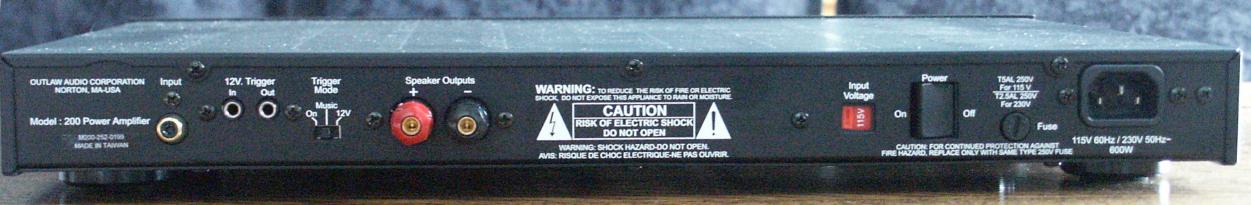 OUTLAW AUDIO CORPORATION
NORTON, MA-USA
Model : 200 Power Amplifier
M200-252-0199
MADE IN TAIWAN
Input
12V. Trigger
In
Out
Trigger
Mode
Music
On
12V
Speaker Outputs
+
−
WARNING: TO REDUCE THE RISK OF FIRE OR ELECTRIC
SHOCK, DO NOT EXPOSE THIS APPLIANCE TO RAIN OR MOISTURE.
CAUTION
RISK OF ELECTRIC SHOCK
DO NOT OPEN
!
WARNING: SHOCK HAZARD-DO NOT OPEN.
AVIS: RISQUE DE CHOC ELECTRIQUE-NE PAS OUVRIR.
Input
Voltage
115V
Power
On
Off
T5AL 250V
For 115 V
T2.5AL 250V
For 230V
Fuse
CAUTION: FOR CONTINUED PROTECTION AGAINST
FIRE HAZARD, REPLACE ONLY WITH SAME TYPE 250V FUSE
115V 60Hz / 230V 50Hz~
600W